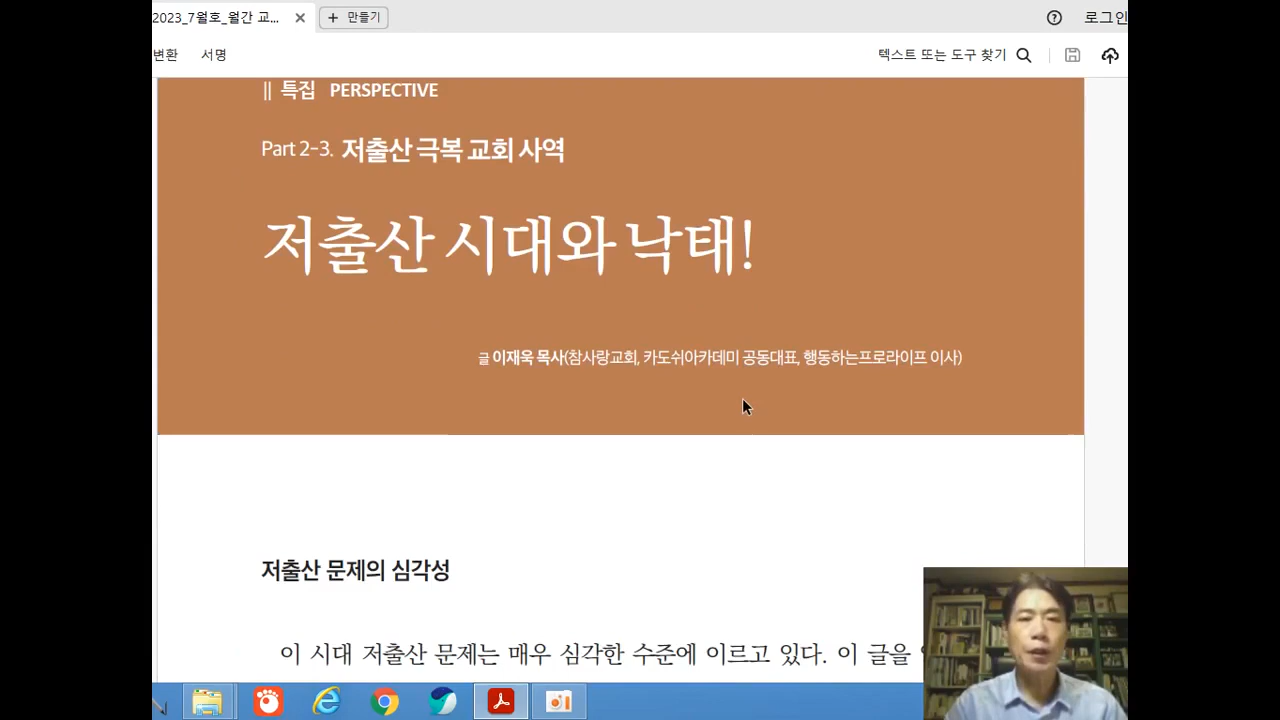 2023_7월호_월간 교...
만들기
로그인
변환 서명 텍스트 또는 도구 찾기
|| 특집 PERSPECTIVE
Part 2-3. 저출산 극복 교회 사역
저출산 시대와 낙태!
글 이재욱 목사(참사랑교회, 카도쉬아카데미 공동대표, 행동하는프로라이프 이사)
저출산 문제의 심각성
이 시대 저출산 문제는 매우 심각한 수준에 이르고 있다. 이 글을